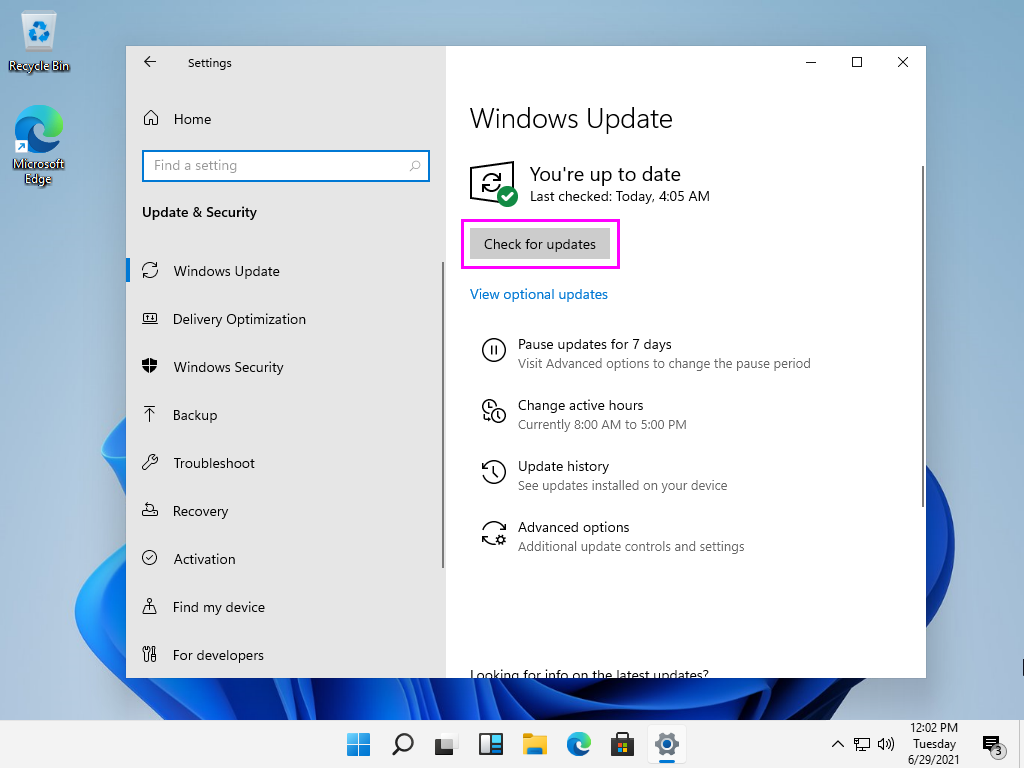 Recycle Bin
Microsoft
Edge
Settings
Home
Find a setting
Update & Security
Windows Update
Delivery Optimization
Windows Security
Backup
Troubleshoot
Recovery
Activation
Find my device
For developers
Windows Update
You're up to date
Last checked: Today, 4:05 AM
Check for updates
View optional updates
Pause updates for 7 days
Visit Advanced options to change the pause period
Change active hours
Currently 8:00 AM to 5:00 PM
Update history
See updates installed on your device
Advanced options
Additional update controls and settings
Looking for info on the latest updates?
12:02 PM
Tuesday
6/29/2021
3